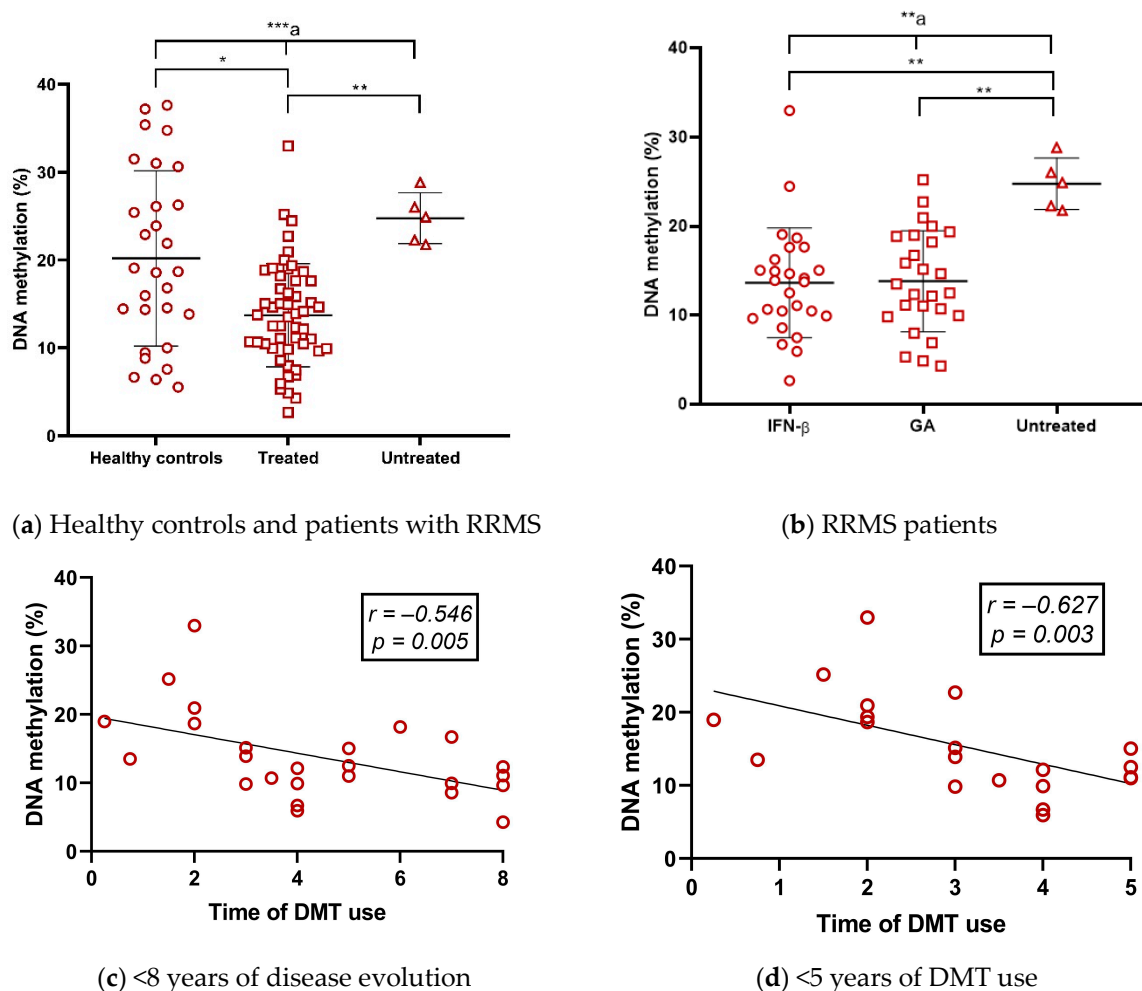 ***a
*
**
DNA methylation (%)
40
30
20
10
0
Healthy controls
Treated
Untreated
(a) Healthy controls and patients with RRMS
**a
**
**
DNA methylation (%)
40
30
20
10
0
IFN-β
GA
Untreated
(b) RRMS patients
DNA methylation (%)
40
30
20
10
0
r = –0.546
p = 0.005
0 2 4 6 8
Time of DMT use
(c) <8 years of disease evolution
DNA methylation (%)
40
30
20
10
0
r = –0.627
p = 0.003
0 1 2 3 4 5
Time of DMT use
(d) <5 years of DMT use